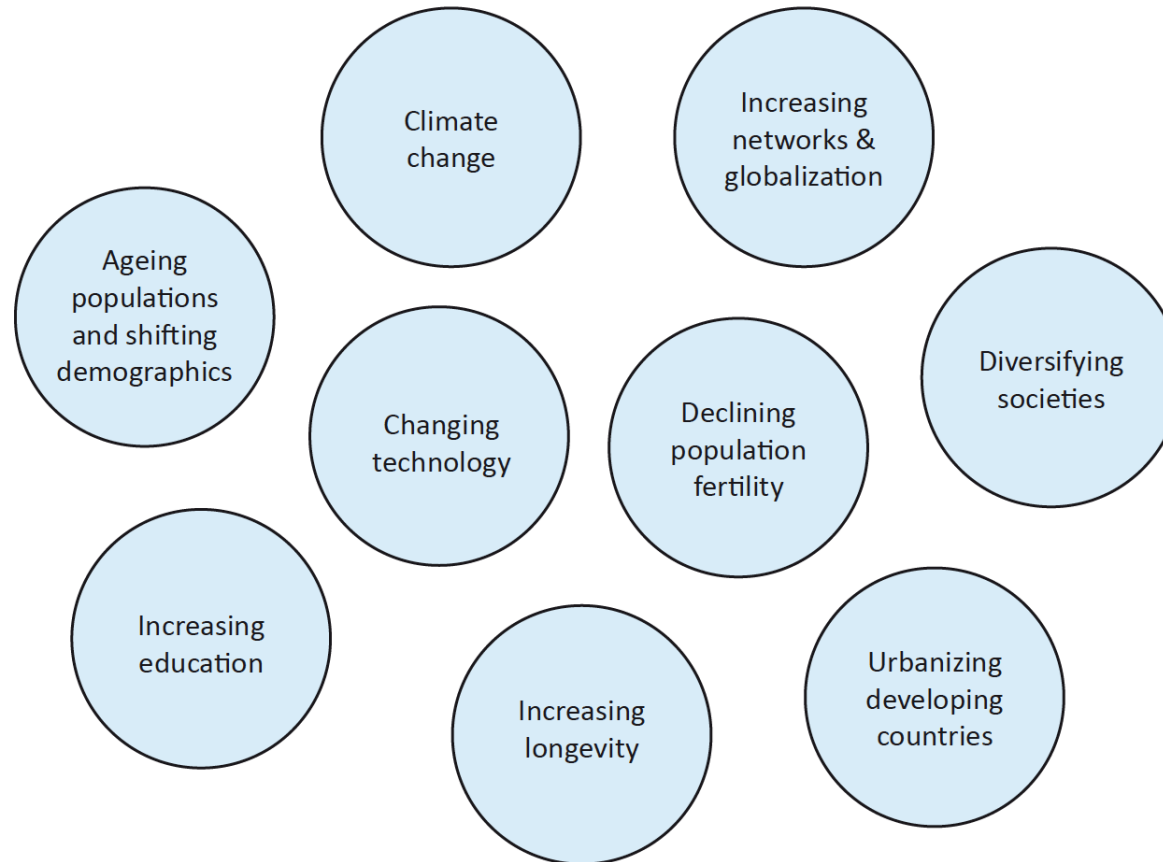 Climate
change
Increasing
networks &
globalization
Ageing
populations
and shifting
demographics
Changing
technology
Declining
population
fertility
Diversifying
societies
Increasing
education
Increasing
longevity
Urbanizing
developing
countries